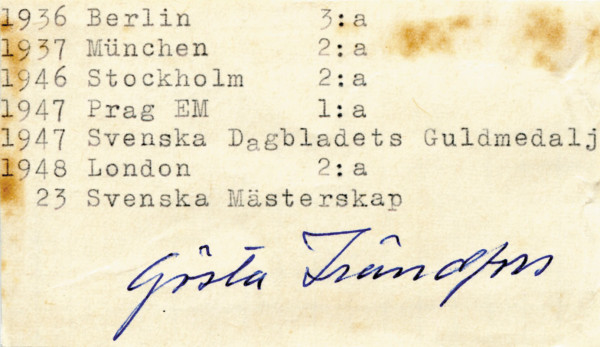 1936 Berlin 3:a
1937 München 2:a
1946 Stockholm 2:a
1947 Prag EM 1:a
1947 Svenska Dagbladets Guldmedalj
1948 London 2:a
23 Svenska Mästerskap
Gösta Frändfors